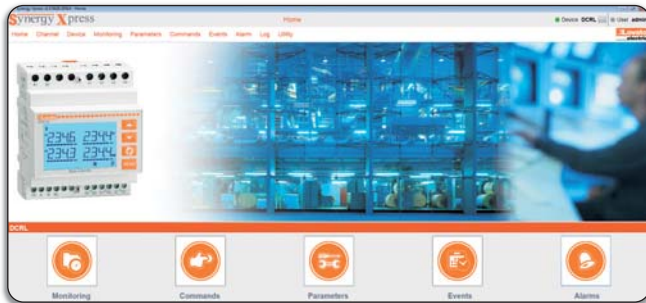 Synergy Xpress
Home
Device DCRL
User admin
Home Channel Device Monitoring Parameters Commands Events Alarm Log Utility
Lovato
electric
2346 2344
2343 2344
DCRL
Monitoring
Commands
Parameters
Events
Alarms